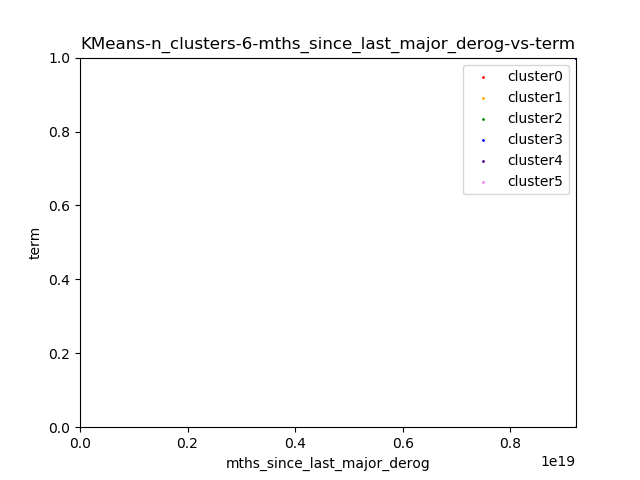 KMeans-n_clusters-6-mths_since_last_major_derog-vs-term
1.0
0.8
0.6
0.4
0.2
0.0
term
cluster0
cluster1
cluster2
cluster3
cluster4
cluster5
0.0 0.2 0.4 0.6 0.8
1e19
mths_since_last_major_derog